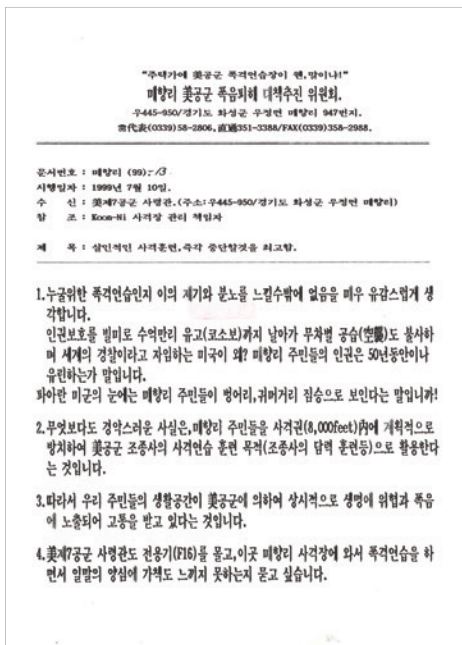 "주택가에 美공군 폭격연습장이 웬,말이냐!"
매향리 美공군 폭음피해 대책추진 위원회.
우445-950/경기도 화성군 우정면 매향리 947번지.
代表(0339)58-2806,直通351-3388/FAX(0339)358-2988.
문서번호 : 매향리 (99)-13
시행일자 : 1999년 7월 10일.
수 신 : 美제7공군 사령관.(주소:우445-950/경기도 화성군 우정면 매향리)
참 조 : Koom-Ni 사격장 관리 책임자
제 목 : 살인적인 사격훈련,즉각 중단할것을 최고함.
1.누굴위한 폭격연습인지 이의 제기와 분노를 느낄수밖에 없음을 매우 유감스럽게 생
각합니다.
인권보호를 빌미로 수억만리 유고(코소보)까지 날아가 무차별 공습(空襲)도 불사하
며 세계의 경찰이라고 자임하는 미국이 왜? 매향리 주민들의 인권은 50년동안이나
유린하는가 말입니다.
파아란 미군의 눈에는 매향리 주민들이 벙어리,귀머거리 짐승으로 보인다는 말입니까!
2.무엇보다도 경악스러운 사실은,매향리 주민들을 사격권(8,000feet)內에 계획적으로
방치하여 美공군 조종사의 사격연습 훈련 목적(조종사의 담력 훈련등)으로 활용한다
는 것입니다.
3.따라서 우리 주민들의 생활공간이 美공군에 의하여 상시적으로 생명에 위협과 폭음
에 노출되어 고통을 받고 있다는 것입니다.
4.美제7공군 사령관도 전용기(F16)를 몰고,이곳 매향리 사격장에 와서 폭격연습을 하
면서 일말의 양심에 가책도 느끼지 못하는지 묻고 싶습니다.